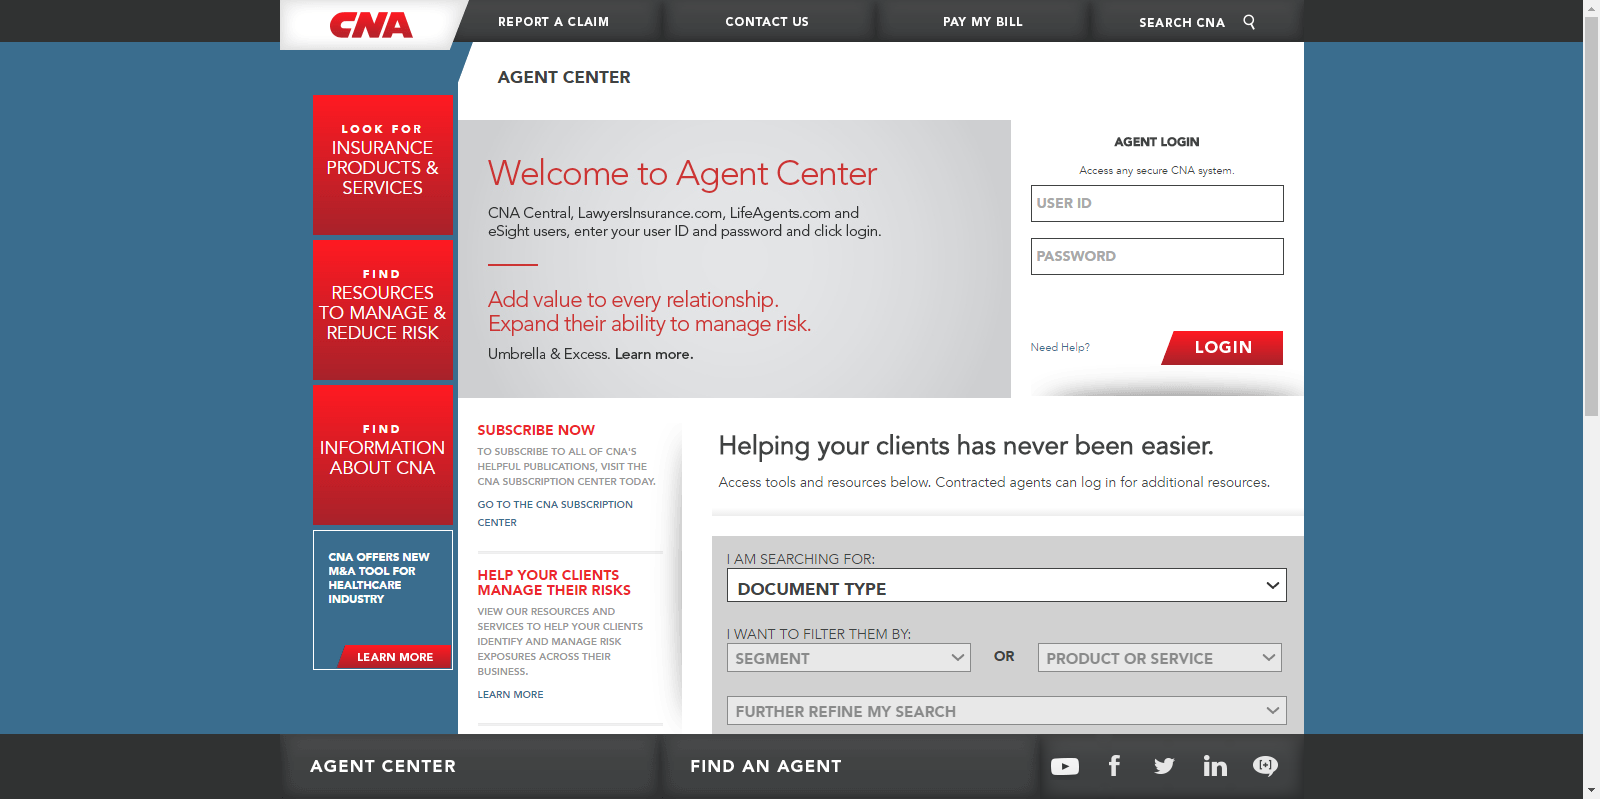 CNA
REPORT A CLAIM
CONTACT US
PAY MY BILL
SEARCH CNA
AGENT CENTER
LOOK FOR
INSURANCE
PRODUCTS &
SERVICES
FIND
RESOURCES
TO MANAGE &
REDUCE RISK
FIND
INFORMATION
ABOUT CNA
CNA OFFERS NEW
M&A TOOL FOR
HEALTHCARE
INDUSTRY
LEARN MORE
Welcome to Agent Center
CNA Central, LawyersInsurance.com, LifeAgents.com and
eSight users, enter your user ID and password and click login.
Add value to every relationship.
Expand their ability to manage risk.
Umbrella & Excess. Learn more.
AGENT LOGIN
Access any secure CNA system.
USER ID
PASSWORD
Need Help?
LOGIN
SUBSCRIBE NOW
TO SUBSCRIBE TO ALL OF CNA'S
HELPFUL PUBLICATIONS, VISIT THE
CNA SUBSCRIPTION CENTER TODAY.
GO TO THE CNA SUBSCRIPTION
CENTER
HELP YOUR CLIENTS
MANAGE THEIR RISKS
VIEW OUR RESOURCES AND
SERVICES TO HELP YOUR CLIENTS
IDENTIFY AND MANAGE RISK
EXPOSURES ACROSS THEIR
BUSINESS.
LEARN MORE
Helping your clients has never been easier.
Access tools and resources below. Contracted agents can log in for additional resources.
I AM SEARCHING FOR:
DOCUMENT TYPE
I WANT TO FILTER THEM BY:
SEGMENT
OR
PRODUCT OR SERVICE
FURTHER REFINE MY SEARCH
AGENT CENTER
FIND AN AGENT